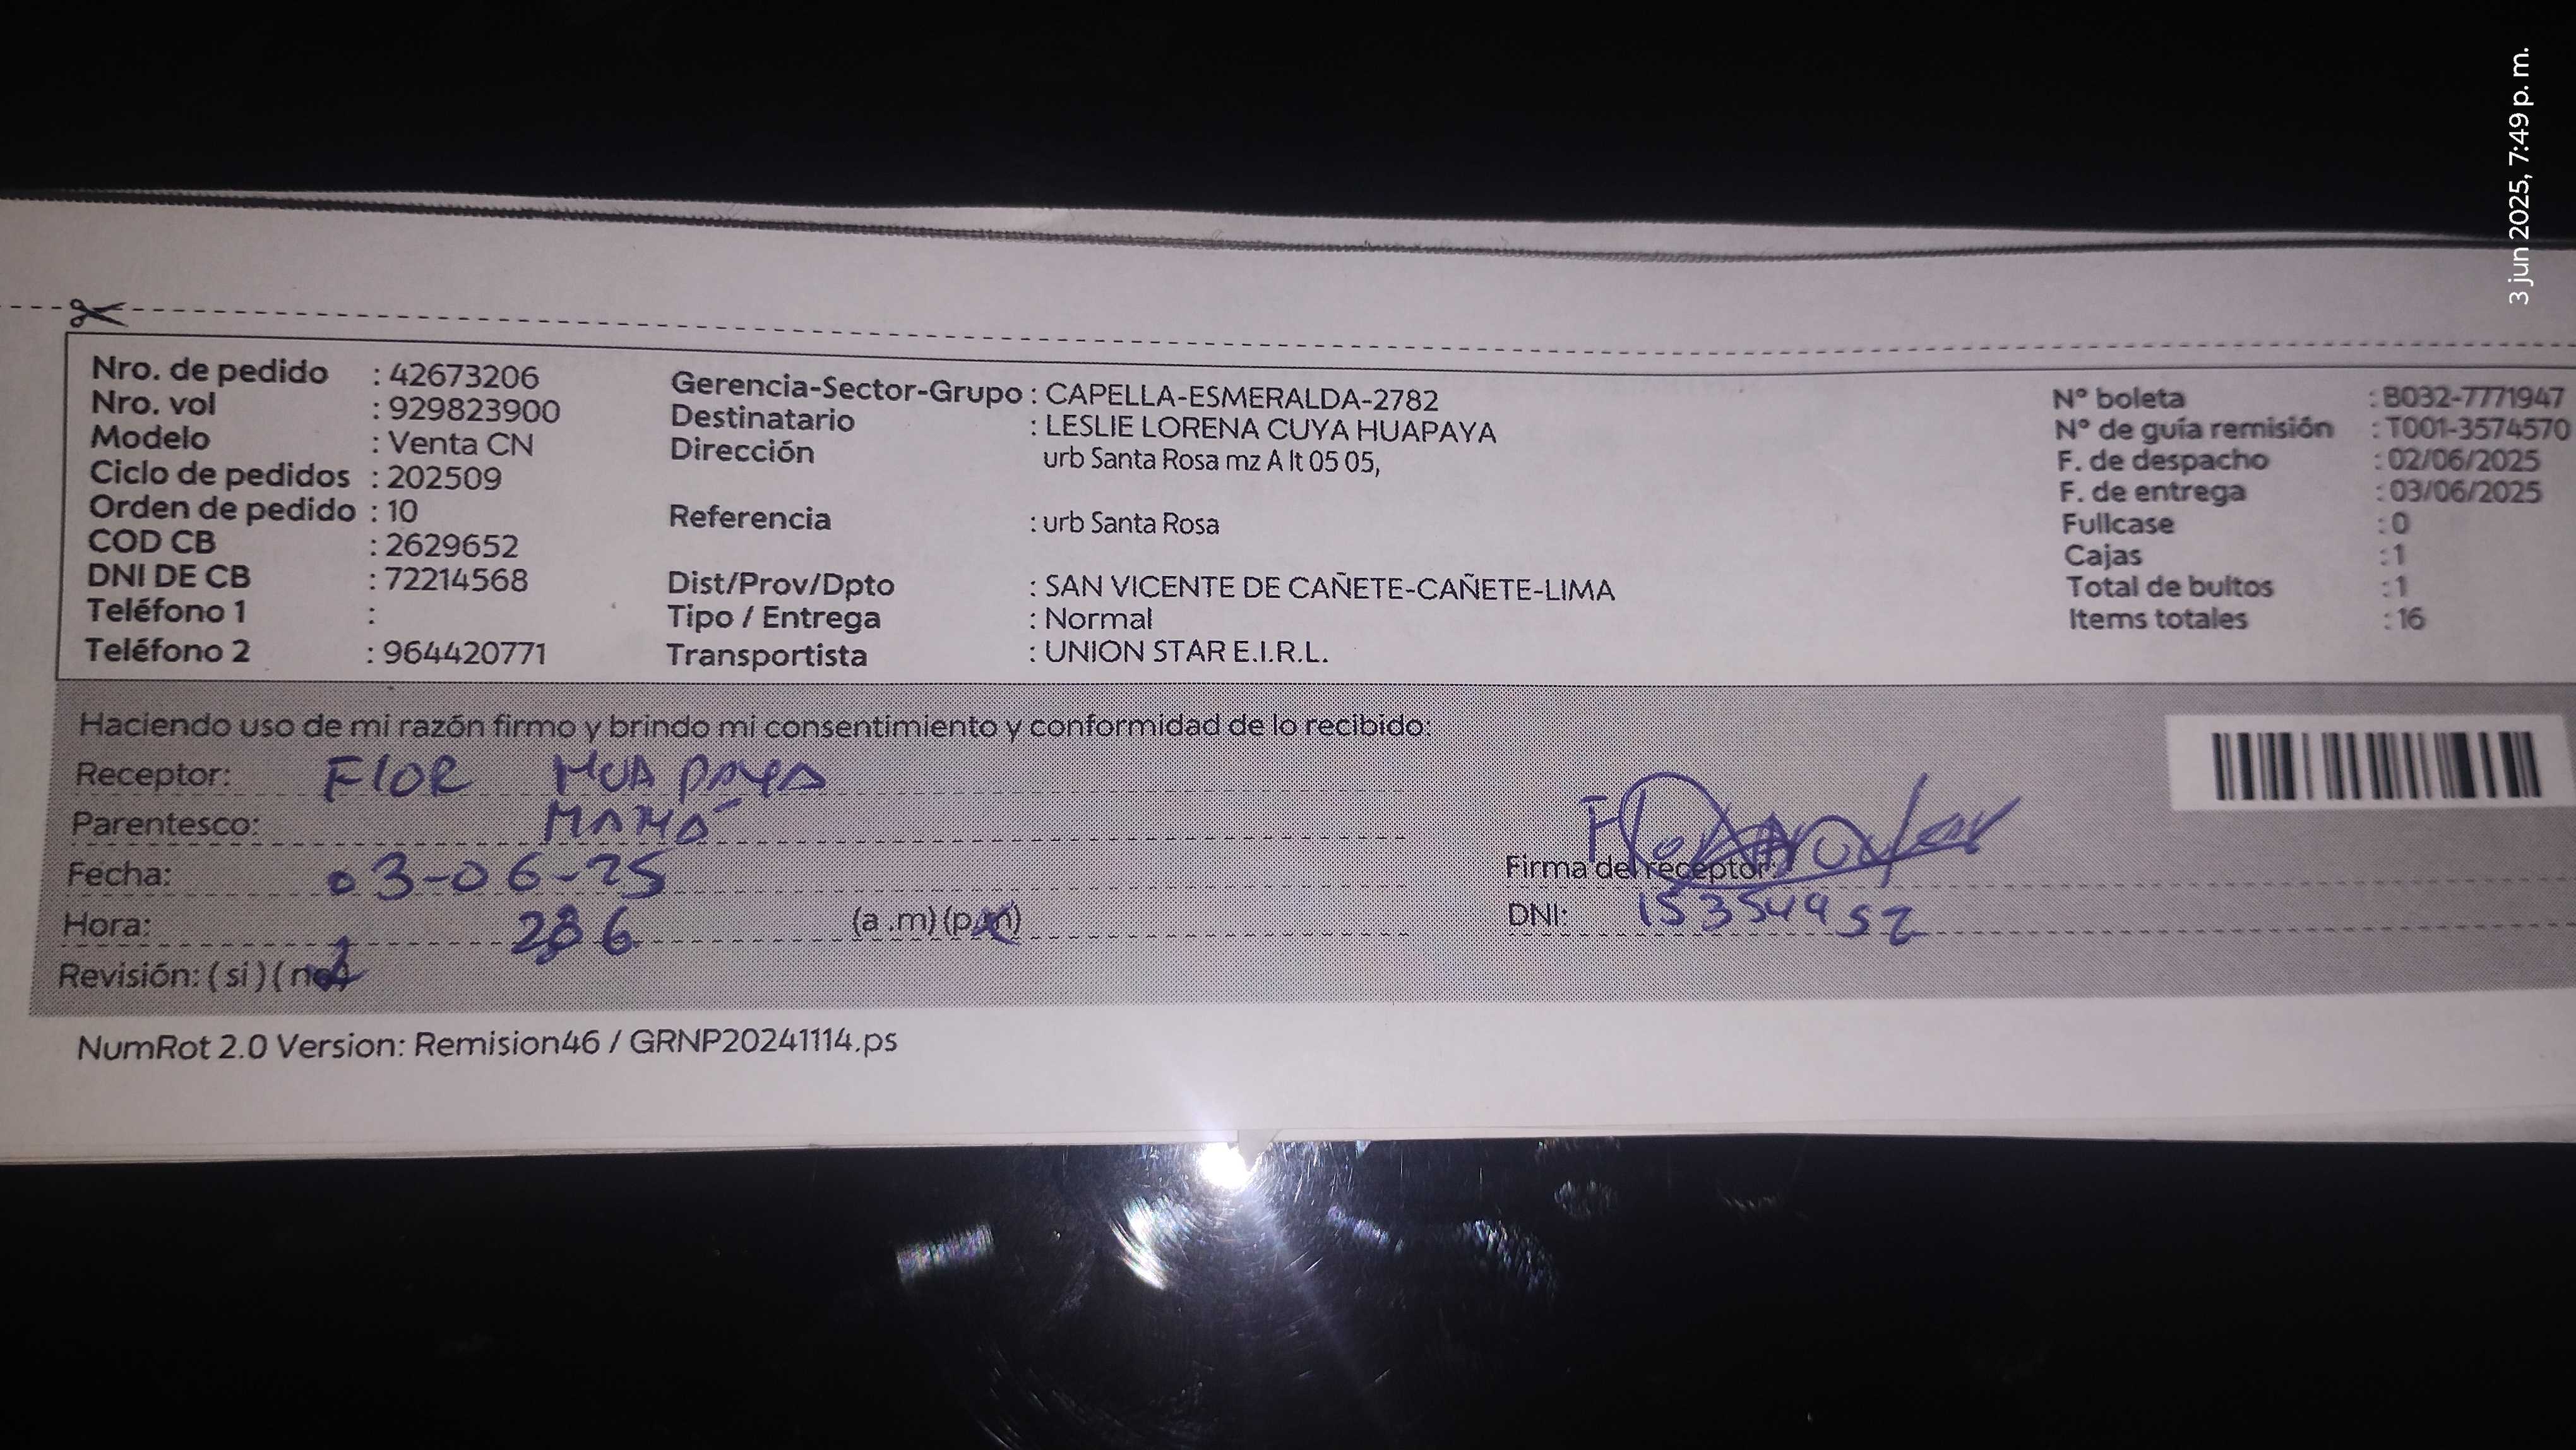 3 jun 2025, 7:49 p. m.
Nro. de pedido : 42673206
Nro. vol : 929823900
Modelo : Venta CN
Ciclo de pedidos : 202509
Orden de pedido : 10
COD CB : 2629652
DNI DE CB : 72214568
Teléfono 1 :
Teléfono 2 : 964420771
Gerencia-Sector-Grupo : CAPELLA-ESMERALDA-2782
Destinatario : LESLIE LORENA CUYA HUAPAYA
Dirección urb Santa Rosa mz A lt 05 05,
Referencia : urb Santa Rosa
Dist/Prov/Dpto : SAN VICENTE DE CAÑETE-CAÑETE-LIMA
Tipo / Entrega : Normal
Transportista : UNION STAR E.I.R.L.
Nº boleta : B032-7771947
Nº de guía remisión : T001-3574570
F. de despacho : 02/06/2025
F. de entrega : 03/06/2025
Fullcase : 0
Cajas : 1
Total de bultos : 1
Items totales : 16
Haciendo uso de mi razón firmo y brindo mi consentimiento y conformidad de lo recibido:
Receptor: FlOR HUAPAYA
Parentesco: MAMÁ
Fecha: 03-06-25
Hora: (a .m) (p.m)
Revisión: ( si ) ( no )
Firma del receptor:
DNI: 15354952
NumRot 2.0 Version: Remision46 / GRNP20241114.ps